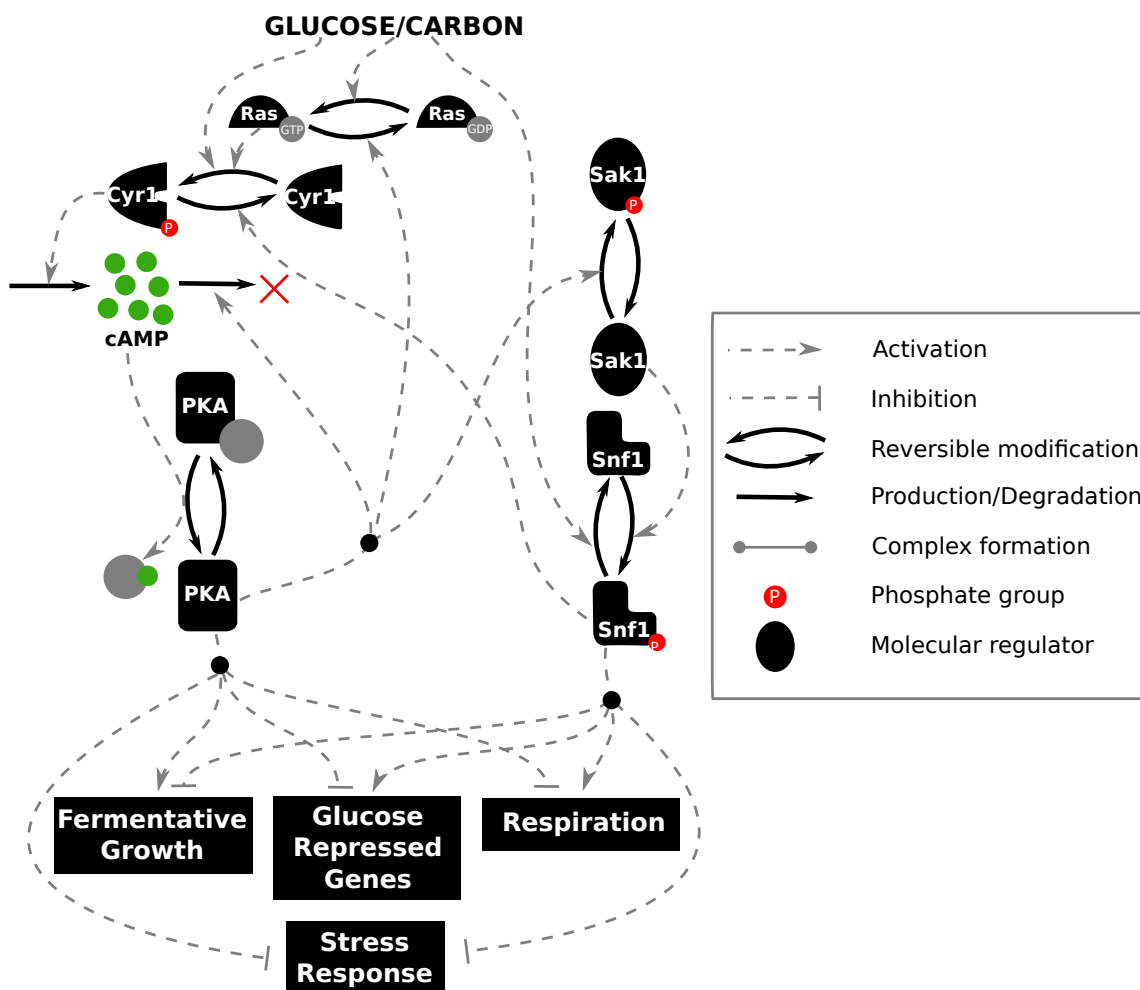 GLUCOSE/CARBON
Ras
GTP
Ras
GDP
Cyr1
P
Cyr1
Sak1
P
cAMP
Sak1
PKA
Snf1
PKA
Snf1
P
Activation
Inhibition
Reversible modification
Production/Degradation
Complex formation
P
Phosphate group
Molecular regulator
Fermentative
Growth
Glucose
Repressed
Genes
Respiration
Stress
Response